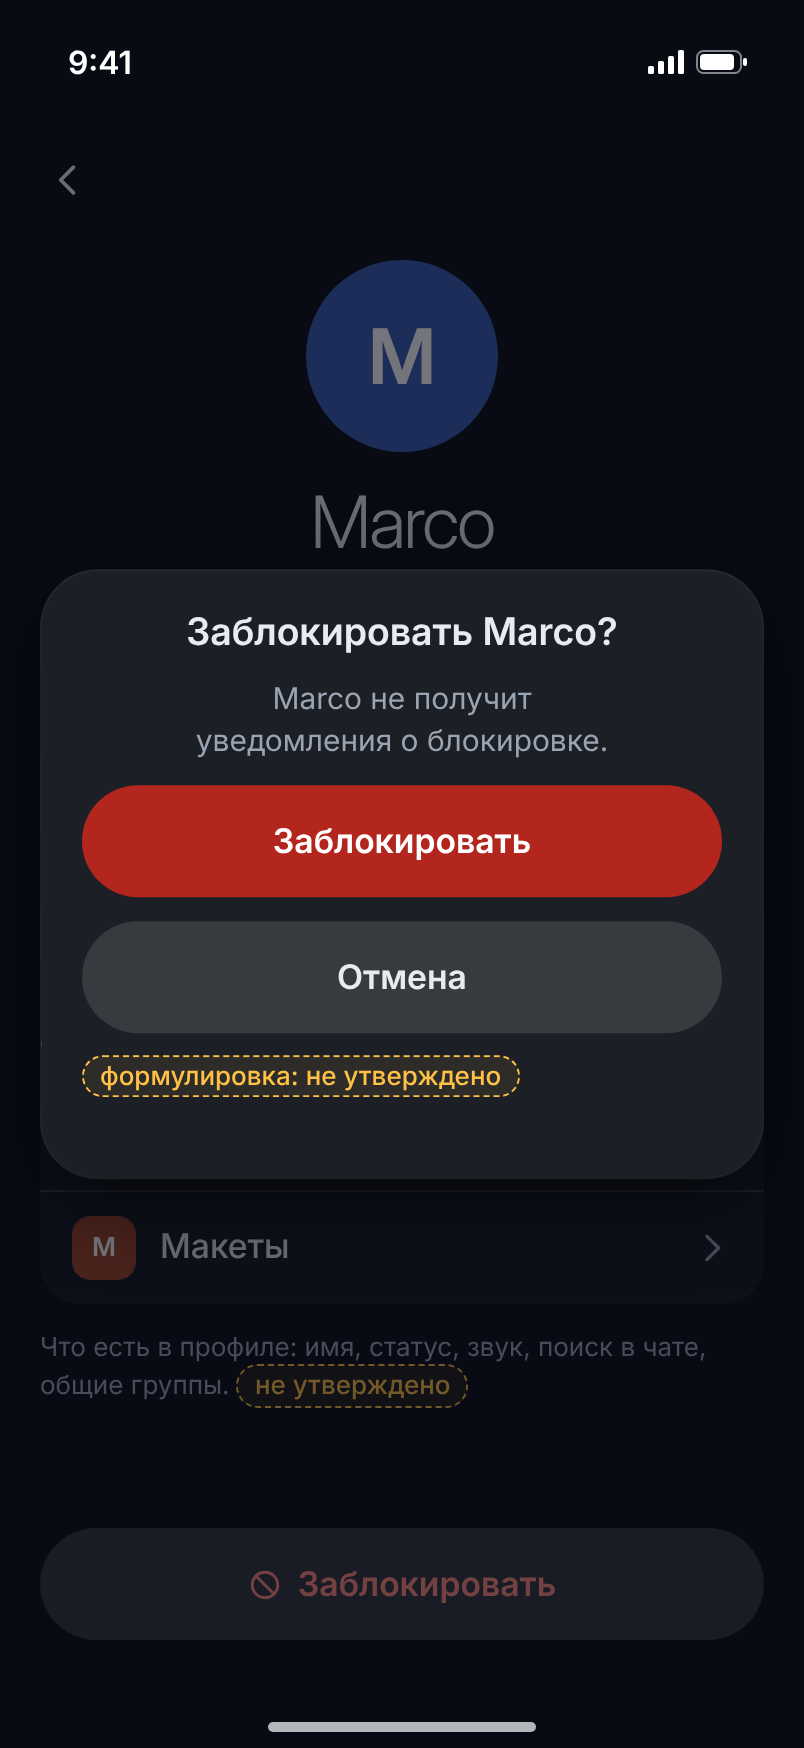 9:41
M
Marco
Заблокировать Marco?
Marco не получит
уведомления о блокировке.
Заблокировать
Отмена
формулировка: не утверждено
М Макеты
Что есть в профиле: имя, статус, звук, поиск в чате,
общие группы. не утверждено
Заблокировать